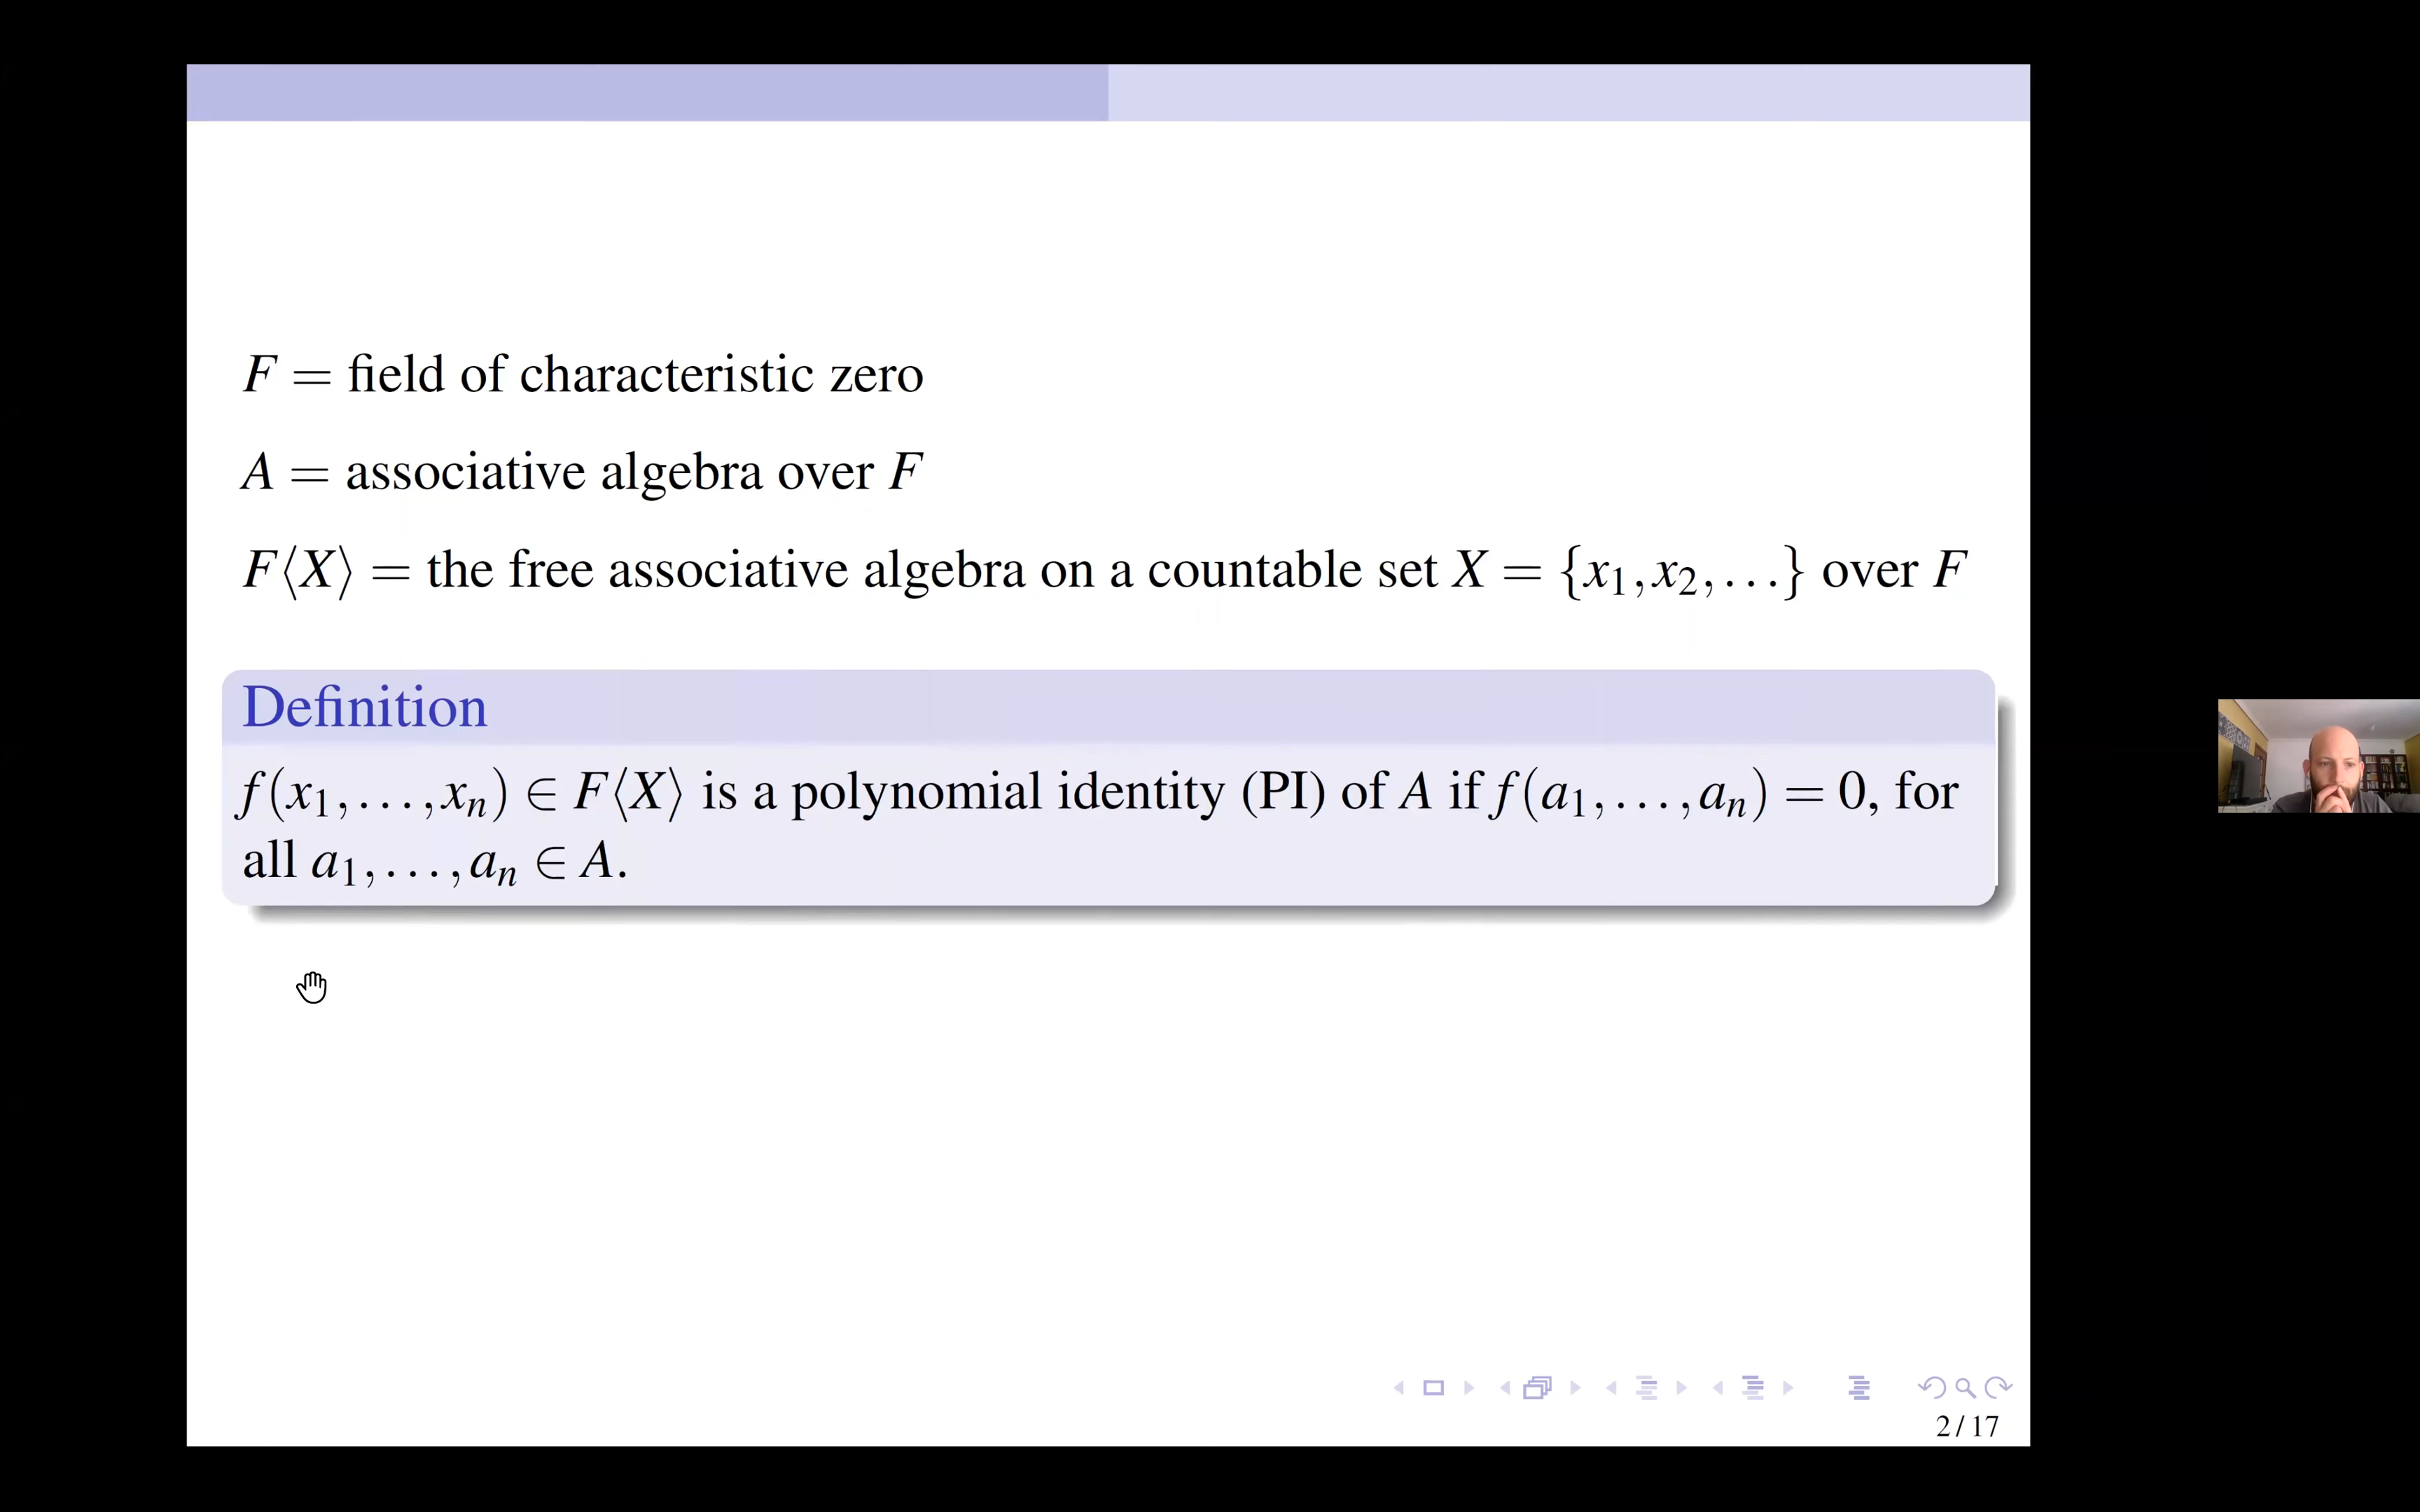 F = field of characteristic zero
A = associative algebra over F
F⟨X⟩ = the free associative algebra on a countable set X = {x₁,x₂,...} over F
Definition
f(x₁,...,xₙ) ∈ F⟨X⟩ is a polynomial identity (PI) of A if f(a₁,...,aₙ) = 0, for
all a₁,...,aₙ ∈ A.
2/17